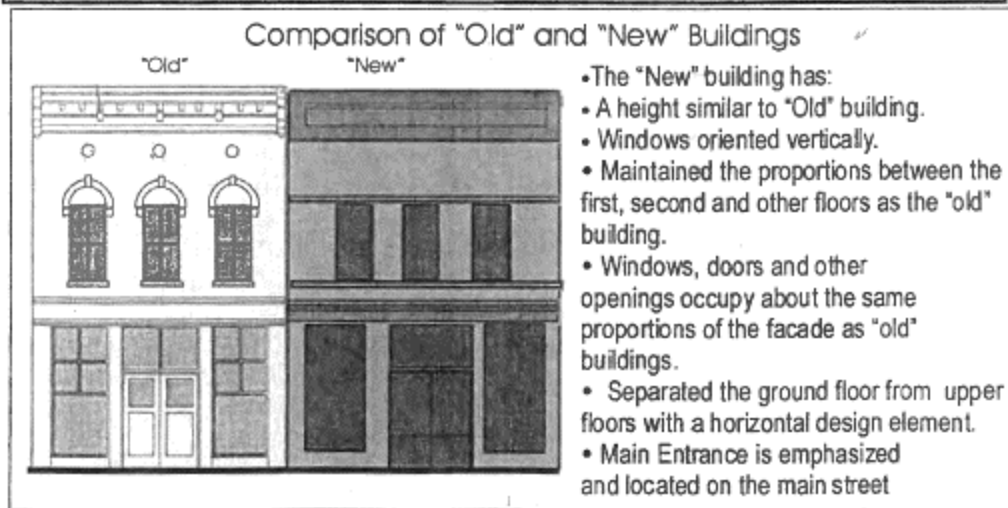 Comparison of "Old" and "New" Buildings
"Old"
"New"
•The "New" building has:
• A height similar to "Old" building.
• Windows oriented vertically.
• Maintained the proportions between the
first, second and other floors as the "old"
building.
• Windows, doors and other
openings occupy about the same
proportions of the facade as "old"
buildings.
• Separated the ground floor from upper
floors with a horizontal design element.
• Main Entrance is emphasized
and located on the main street